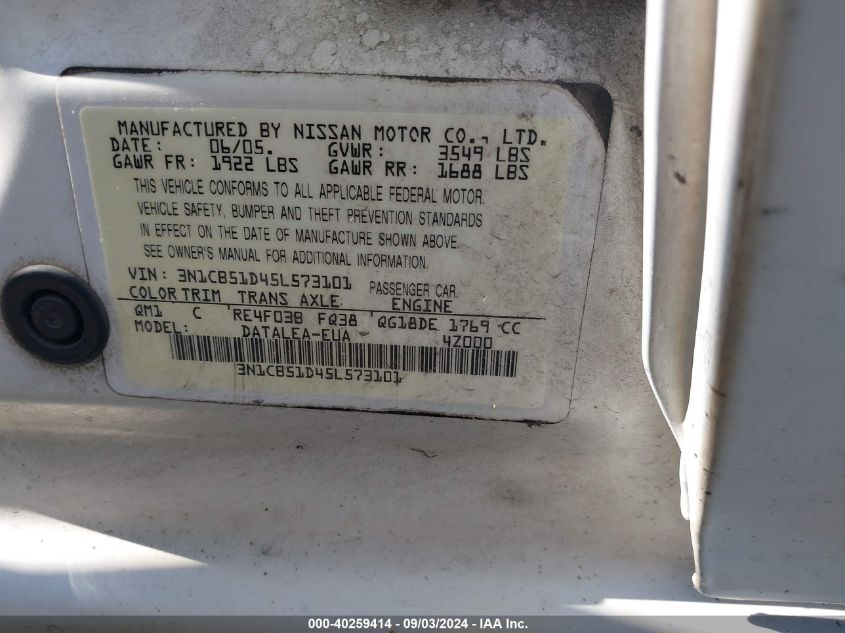 MANUFACTURED BY NISSAN MOTOR CO., LTD.
DATE: 06/05. GVWR: 3549 LBS
GAWR FR: 1922 LBS GAWR RR: 1688 LBS
THIS VEHICLE CONFORMS TO ALL APPLICABLE FEDERAL MOTOR
VEHICLE SAFETY, BUMPER AND THEFT PREVENTION STANDARDS
IN EFFECT ON THE DATE OF MANUFACTURE SHOWN ABOVE.
SEE OWNER'S MANUAL FOR ADDITIONAL INFORMATION.
VIN: 3N1CB51D45L573101 PASSENGER CAR
COLOR TRIM TRANS AXLE ENGINE
QM1 C RE4F03B FQ38 QG18DE 1769 CC
MODEL: DATALEA-EUA 4Z000
3N1CB51D45L573101
000-40259414 - 09/03/2024 - IAA Inc.